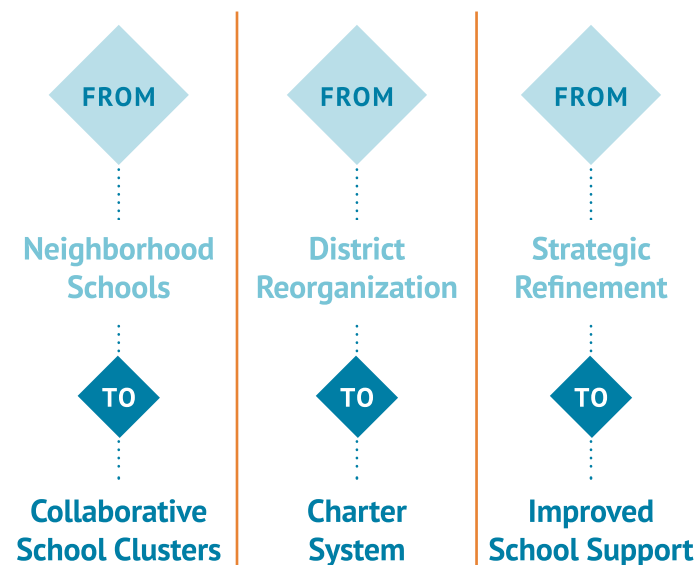 FROM
Neighborhood
Schools
TO
Collaborative
School Clusters
FROM
District
Reorganization
TO
Charter
System
FROM
Strategic
Refinement
TO
Improved
School Support